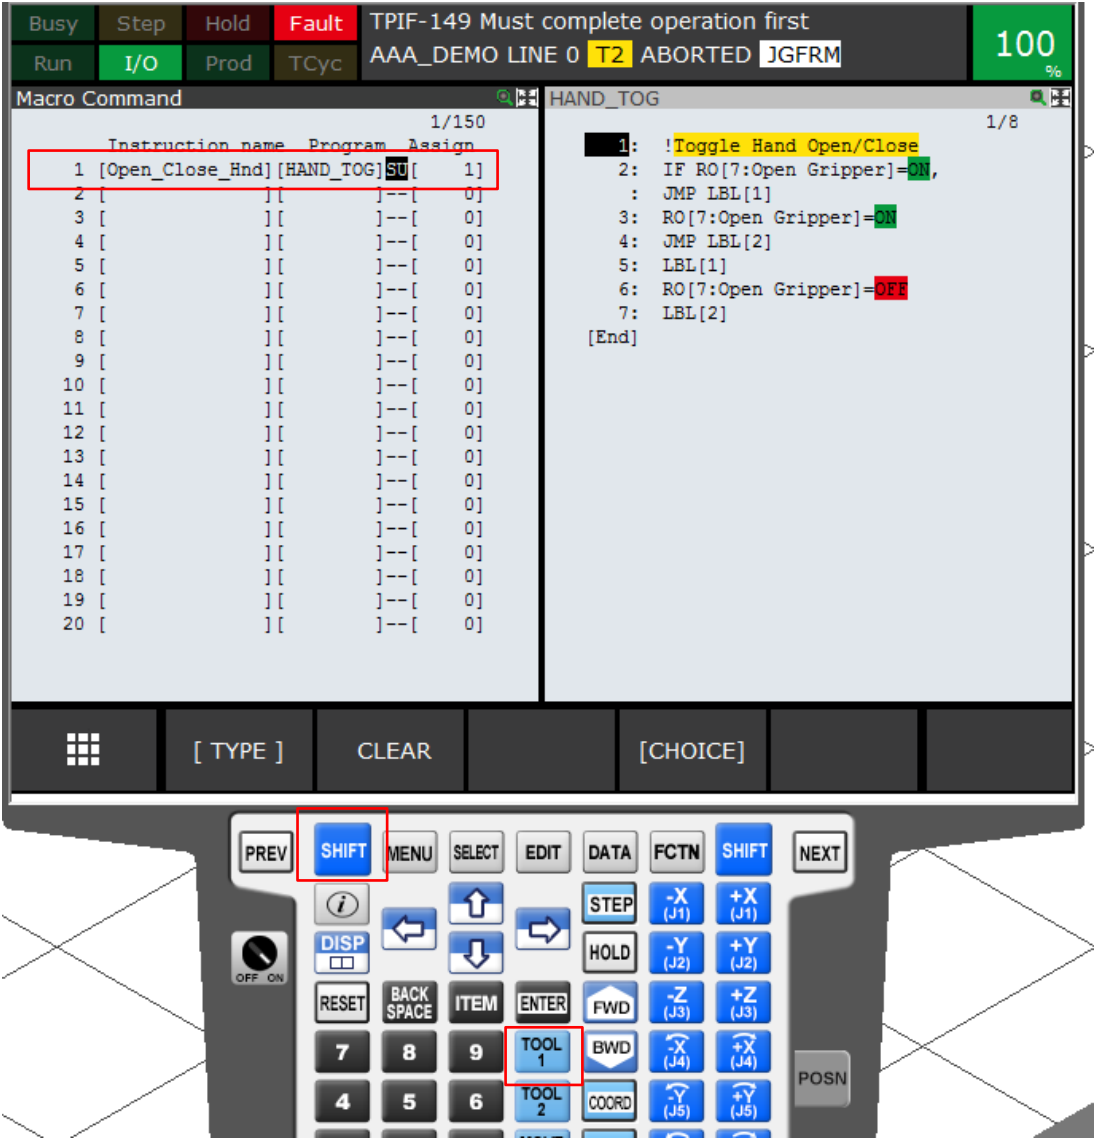 Busy Step Hold Fault TPIF-149 Must complete operation first
Run I/O Prod TCyc AAA_DEMO LINE 0 T2 ABORTED JGFRM
100
%
Macro Command
1/150
Instruction name Program Assign
1 [Open_Close_Hnd][HAND_TOG]SU[ 1]
2 [ ][ ]--[ 0]
3 [ ][ ]--[ 0]
4 [ ][ ]--[ 0]
5 [ ][ ]--[ 0]
6 [ ][ ]--[ 0]
7 [ ][ ]--[ 0]
8 [ ][ ]--[ 0]
9 [ ][ ]--[ 0]
10 [ ][ ]--[ 0]
11 [ ][ ]--[ 0]
12 [ ][ ]--[ 0]
13 [ ][ ]--[ 0]
14 [ ][ ]--[ 0]
15 [ ][ ]--[ 0]
16 [ ][ ]--[ 0]
17 [ ][ ]--[ 0]
18 [ ][ ]--[ 0]
19 [ ][ ]--[ 0]
20 [ ][ ]--[ 0]
HAND_TOG
1/8
1: !Toggle Hand Open/Close
2: IF RO[7:Open Gripper]=ON,
: JMP LBL[1]
3: RO[7:Open Gripper]=ON
4: JMP LBL[2]
5: LBL[1]
6: RO[7:Open Gripper]=OFF
7: LBL[2]
[End]
[ TYPE ] CLEAR [CHOICE]
PREV SHIFT MENU SELECT EDIT DATA FCTN SHIFT NEXT
i STEP -X (J1) +X (J1)
OFF ON DISP HOLD -Y (J2) +Y (J2)
RESET BACK SPACE ITEM ENTER FWD -Z (J3) +Z (J3)
7 8 9 TOOL 1 BWD -X (J4) +X (J4)
POSN
4 5 6 TOOL 2 COORD -Y (J5) +Y (J5)